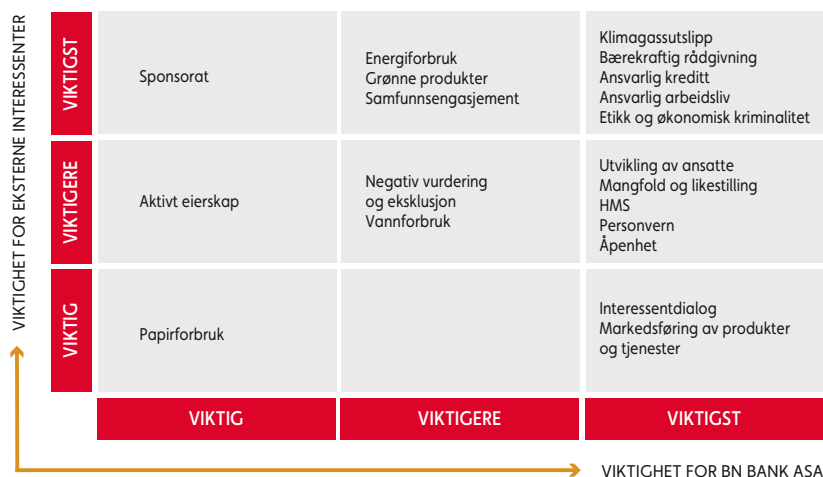 VIKTIGHET FOR EKSTERNE INTERESSENTER
VIKTIGST
Sponsorat
Energiforbruk
Grønne produkter
Samfunnsengasjement
Klimagassutslipp
Bærekraftig rådgivning
Ansvarlig kreditt
Ansvarlig arbeidsliv
Etikk og økonomisk kriminalitet
VIKTIGERE
Aktivt eierskap
Negativ vurdering
og eksklusjon
Vannforbruk
Utvikling av ansatte
Mangfold og likestilling
HMS
Personvern
Åpenhet
VIKTIG
Papirforbruk
Interessentdialog
Markedsføring av produkter
og tjenester
VIKTIG
VIKTIGERE
VIKTIGST
VIKTIGHET FOR BN BANK ASA